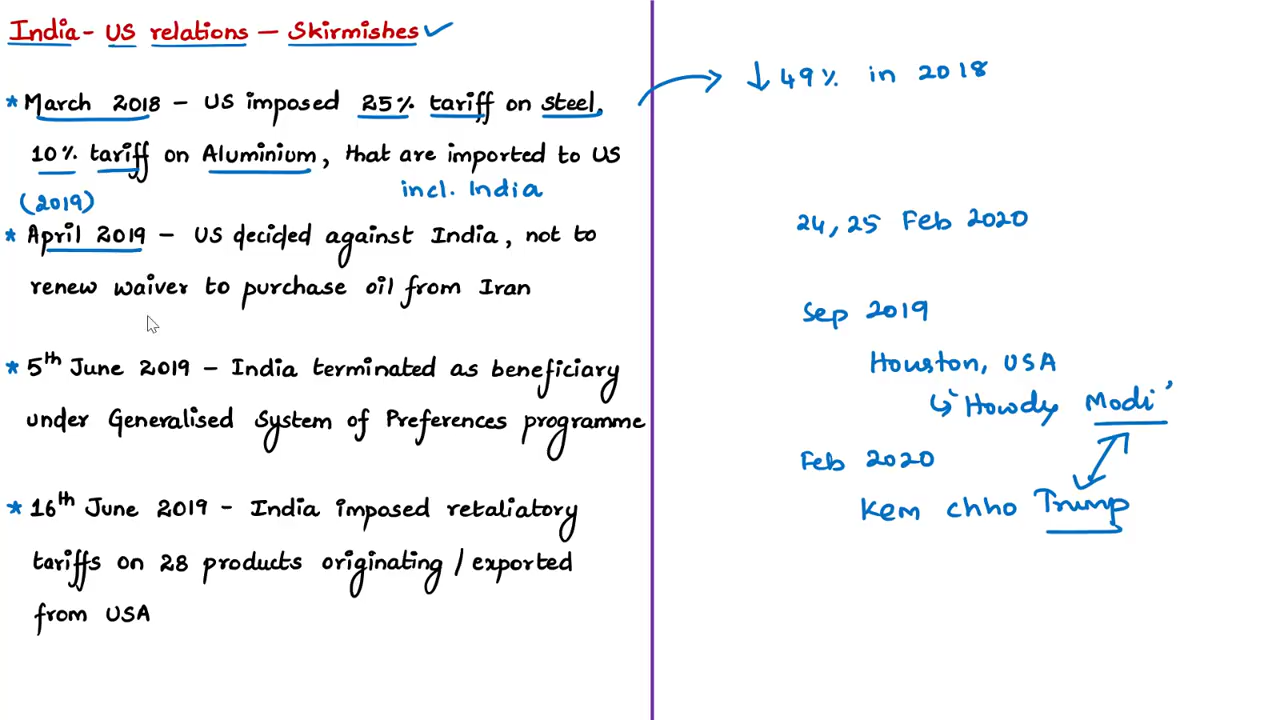 India - US relations – Skirmishes ✓
* March 2018 – US imposed 25% tariff on steel,
10% tariff on Aluminium, that are imported to US
incl. India
(2019)
* April 2019 – US decided against India, not to
renew waiver to purchase oil from Iran
* 5th June 2019 – India terminated as beneficiary
under Generalised System of Preferences programme
* 16th June 2019 - India imposed retaliatory
tariffs on 28 products originating / exported
from USA
↓ 49% in 2018
24, 25 Feb 2020
Sep 2019
Houston, USA
↳ 'Howdy Modi'
Feb 2020
Kem chho Trump